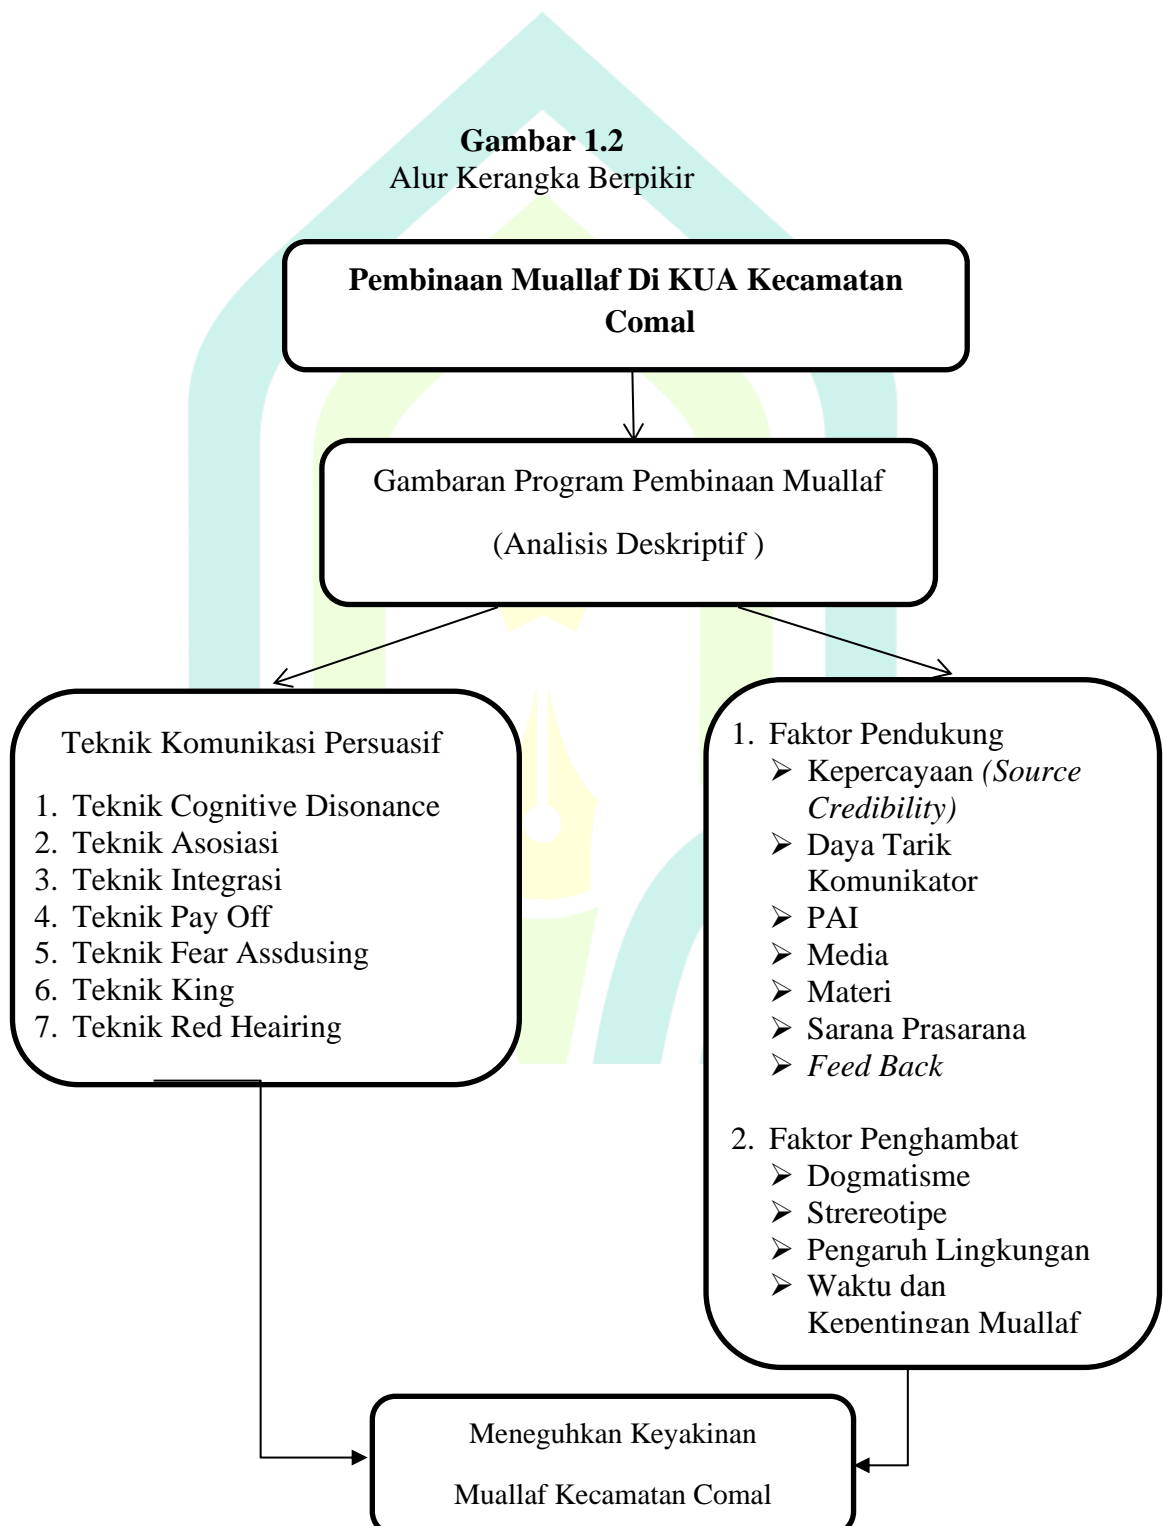 Gambar 1.2
Alur Kerangka Berpikir
Pembinaan Muallaf Di KUA Kecamatan
Comal
Gambaran Program Pembinaan Muallaf
(Analisis Deskriptif )
Teknik Komunikasi Persuasif
1. Teknik Cognitive Disonance
2. Teknik Asosiasi
3. Teknik Integrasi
4. Teknik Pay Off
5. Teknik Fear Assdusing
6. Teknik King
7. Teknik Red Heairing
1. Faktor Pendukung
➢ Kepercayaan (Source
Credibility)
➢ Daya Tarik
Komunikator
➢ PAI
➢ Media
➢ Materi
➢ Sarana Prasarana
➢ Feed Back
2. Faktor Penghambat
➢ Dogmatisme
➢ Strereotipe
➢ Pengaruh Lingkungan
➢ Waktu dan
Kepentingan Muallaf
Meneguhkan Keyakinan
Muallaf Kecamatan Comal